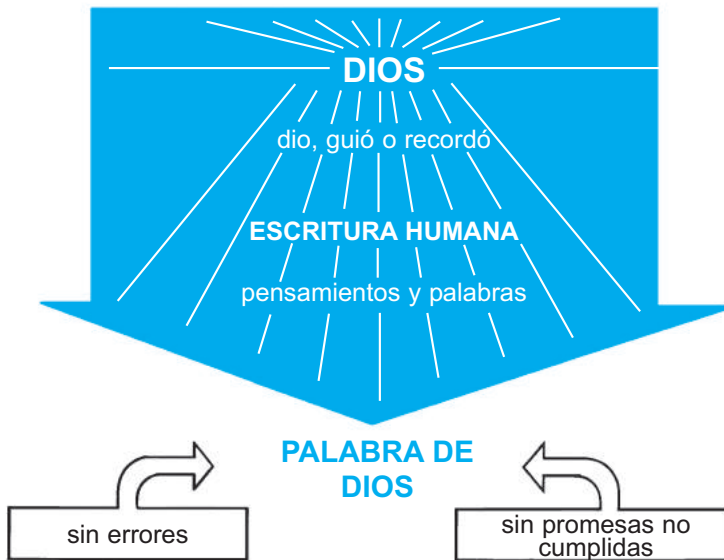 DIOS
dio, guió o recordó
ESCRITURA HUMANA
pensamientos y palabras
PALABRA DE
DIOS
sin errores
sin promesas no
cumplidas